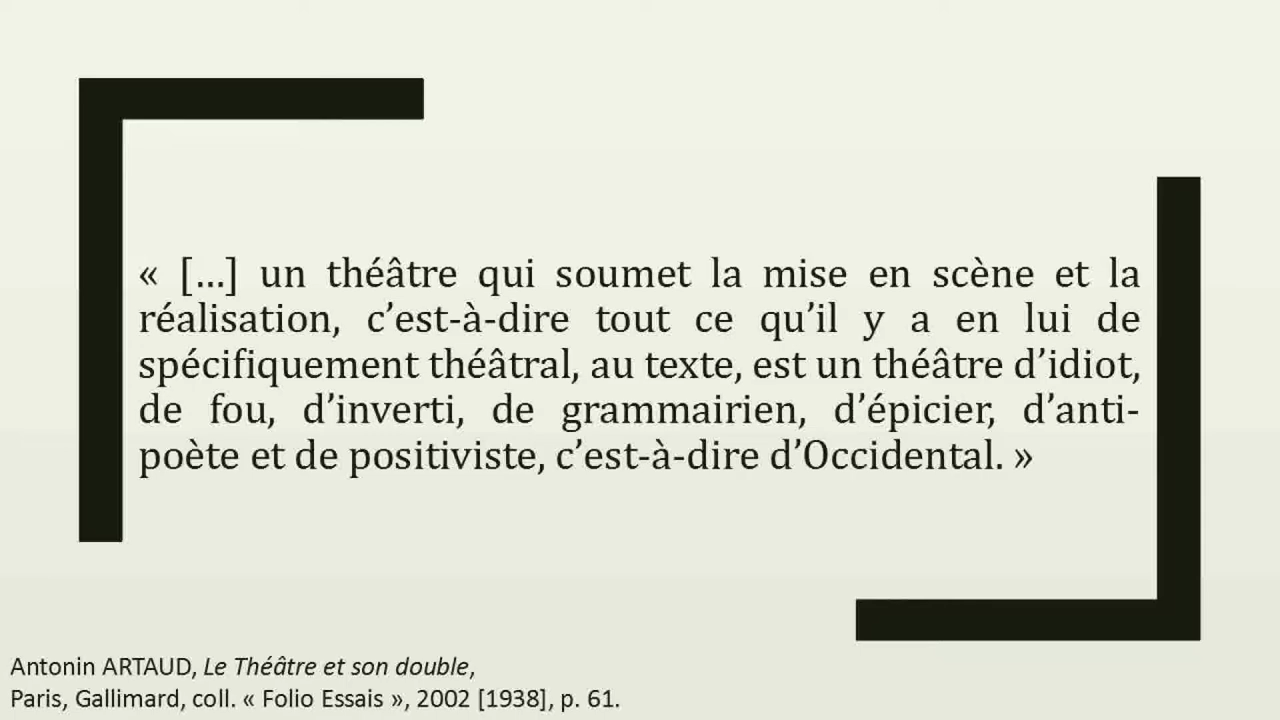 « […] un théâtre qui soumet la mise en scène et la
réalisation, c’est-à-dire tout ce qu’il y a en lui de
spécifiquement théâtral, au texte, est un théâtre d’idiot,
de fou, d’inverti, de grammairien, d’épicier, d’anti-
poète et de positiviste, c’est-à-dire d’Occidental. »
Antonin ARTAUD, Le Théâtre et son double,
Paris, Gallimard, coll. « Folio Essais », 2002 [1938], p. 61.